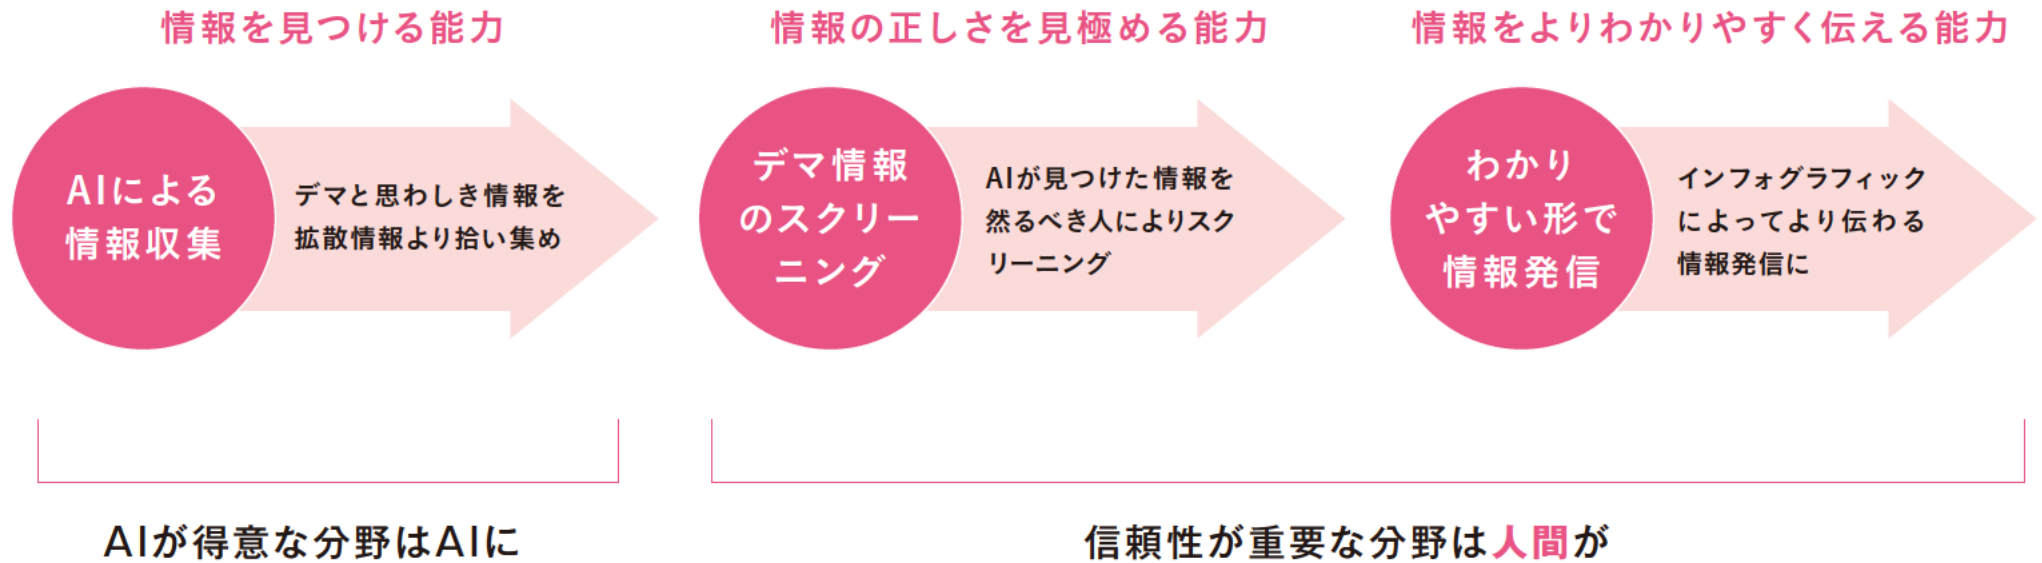 情報を見つける能力
情報の正しさを見極める能力
情報をよりわかりやすく伝える能力
AIによる
情報収集
デマと思わしき情報を
拡散情報より拾い集め
デマ情報
のスクリー
ニング
AIが見つけた情報を
然るべき人によりスク
リーニング
わかり
やすい形で
情報発信
インフォグラフィック
によってより伝わる
情報発信に
AIが得意な分野はAIに
信頼性が重要な分野は人間が